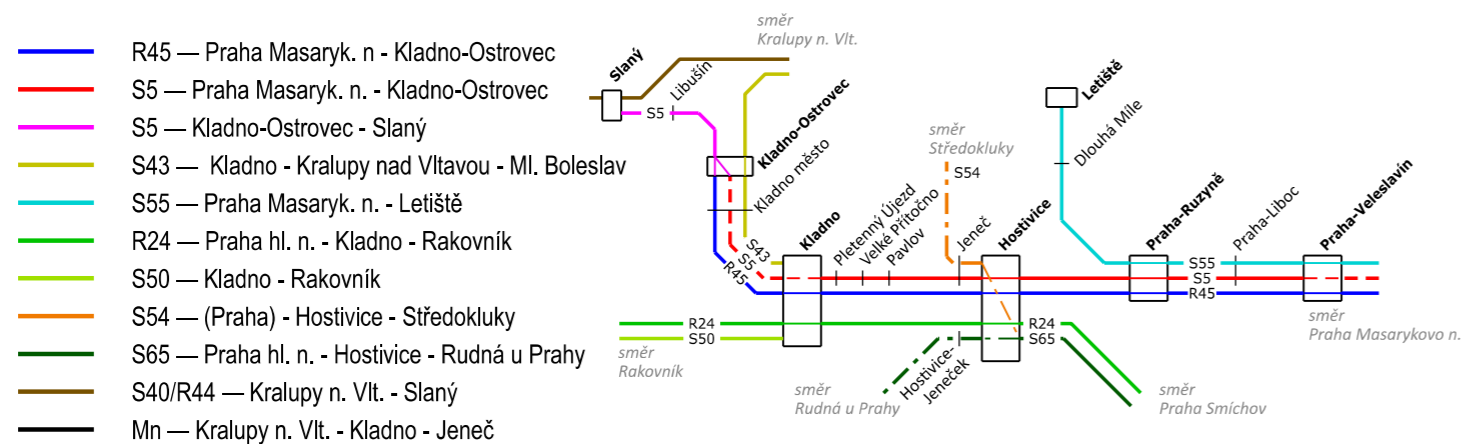 R45 — Praha Masaryk. n - Kladno-Ostrovec
S5 — Praha Masaryk. n. - Kladno-Ostrovec
S5 — Kladno-Ostrovec - Slaný
S43 — Kladno - Kralupy nad Vltavou - Ml. Boleslav
S55 — Praha Masaryk. n. - Letiště
R24 — Praha hl. n. - Kladno - Rakovník
S50 — Kladno - Rakovník
S54 — (Praha) - Hostivice - Středokluky
S65 — Praha hl. n. - Hostivice - Rudná u Prahy
S40/R44 — Kralupy n. Vlt. - Slaný
Mn — Kralupy n. Vlt. - Kladno - Jeneč
směr
Kralupy n. Vlt.
Slaný
Libušín
S5
Kladno-Ostrovec
Kladno město
S43
S5
R45
Kladno
Pletenný Újezd
Velké Přítočno
Pavlov
směr
Středokluky
S54
Jeneč
Hostivice
Letiště
Dlouhá Míle
Praha-Ruzyně
Praha-Liboc
Praha-Veleslavín
S55
S5
R45
směr
Praha Masarykovo n.
R24
S50
směr
Rakovník
R24
S65
Hostivice-
Jeneček
směr
Rudná u Prahy
směr
Praha Smíchov